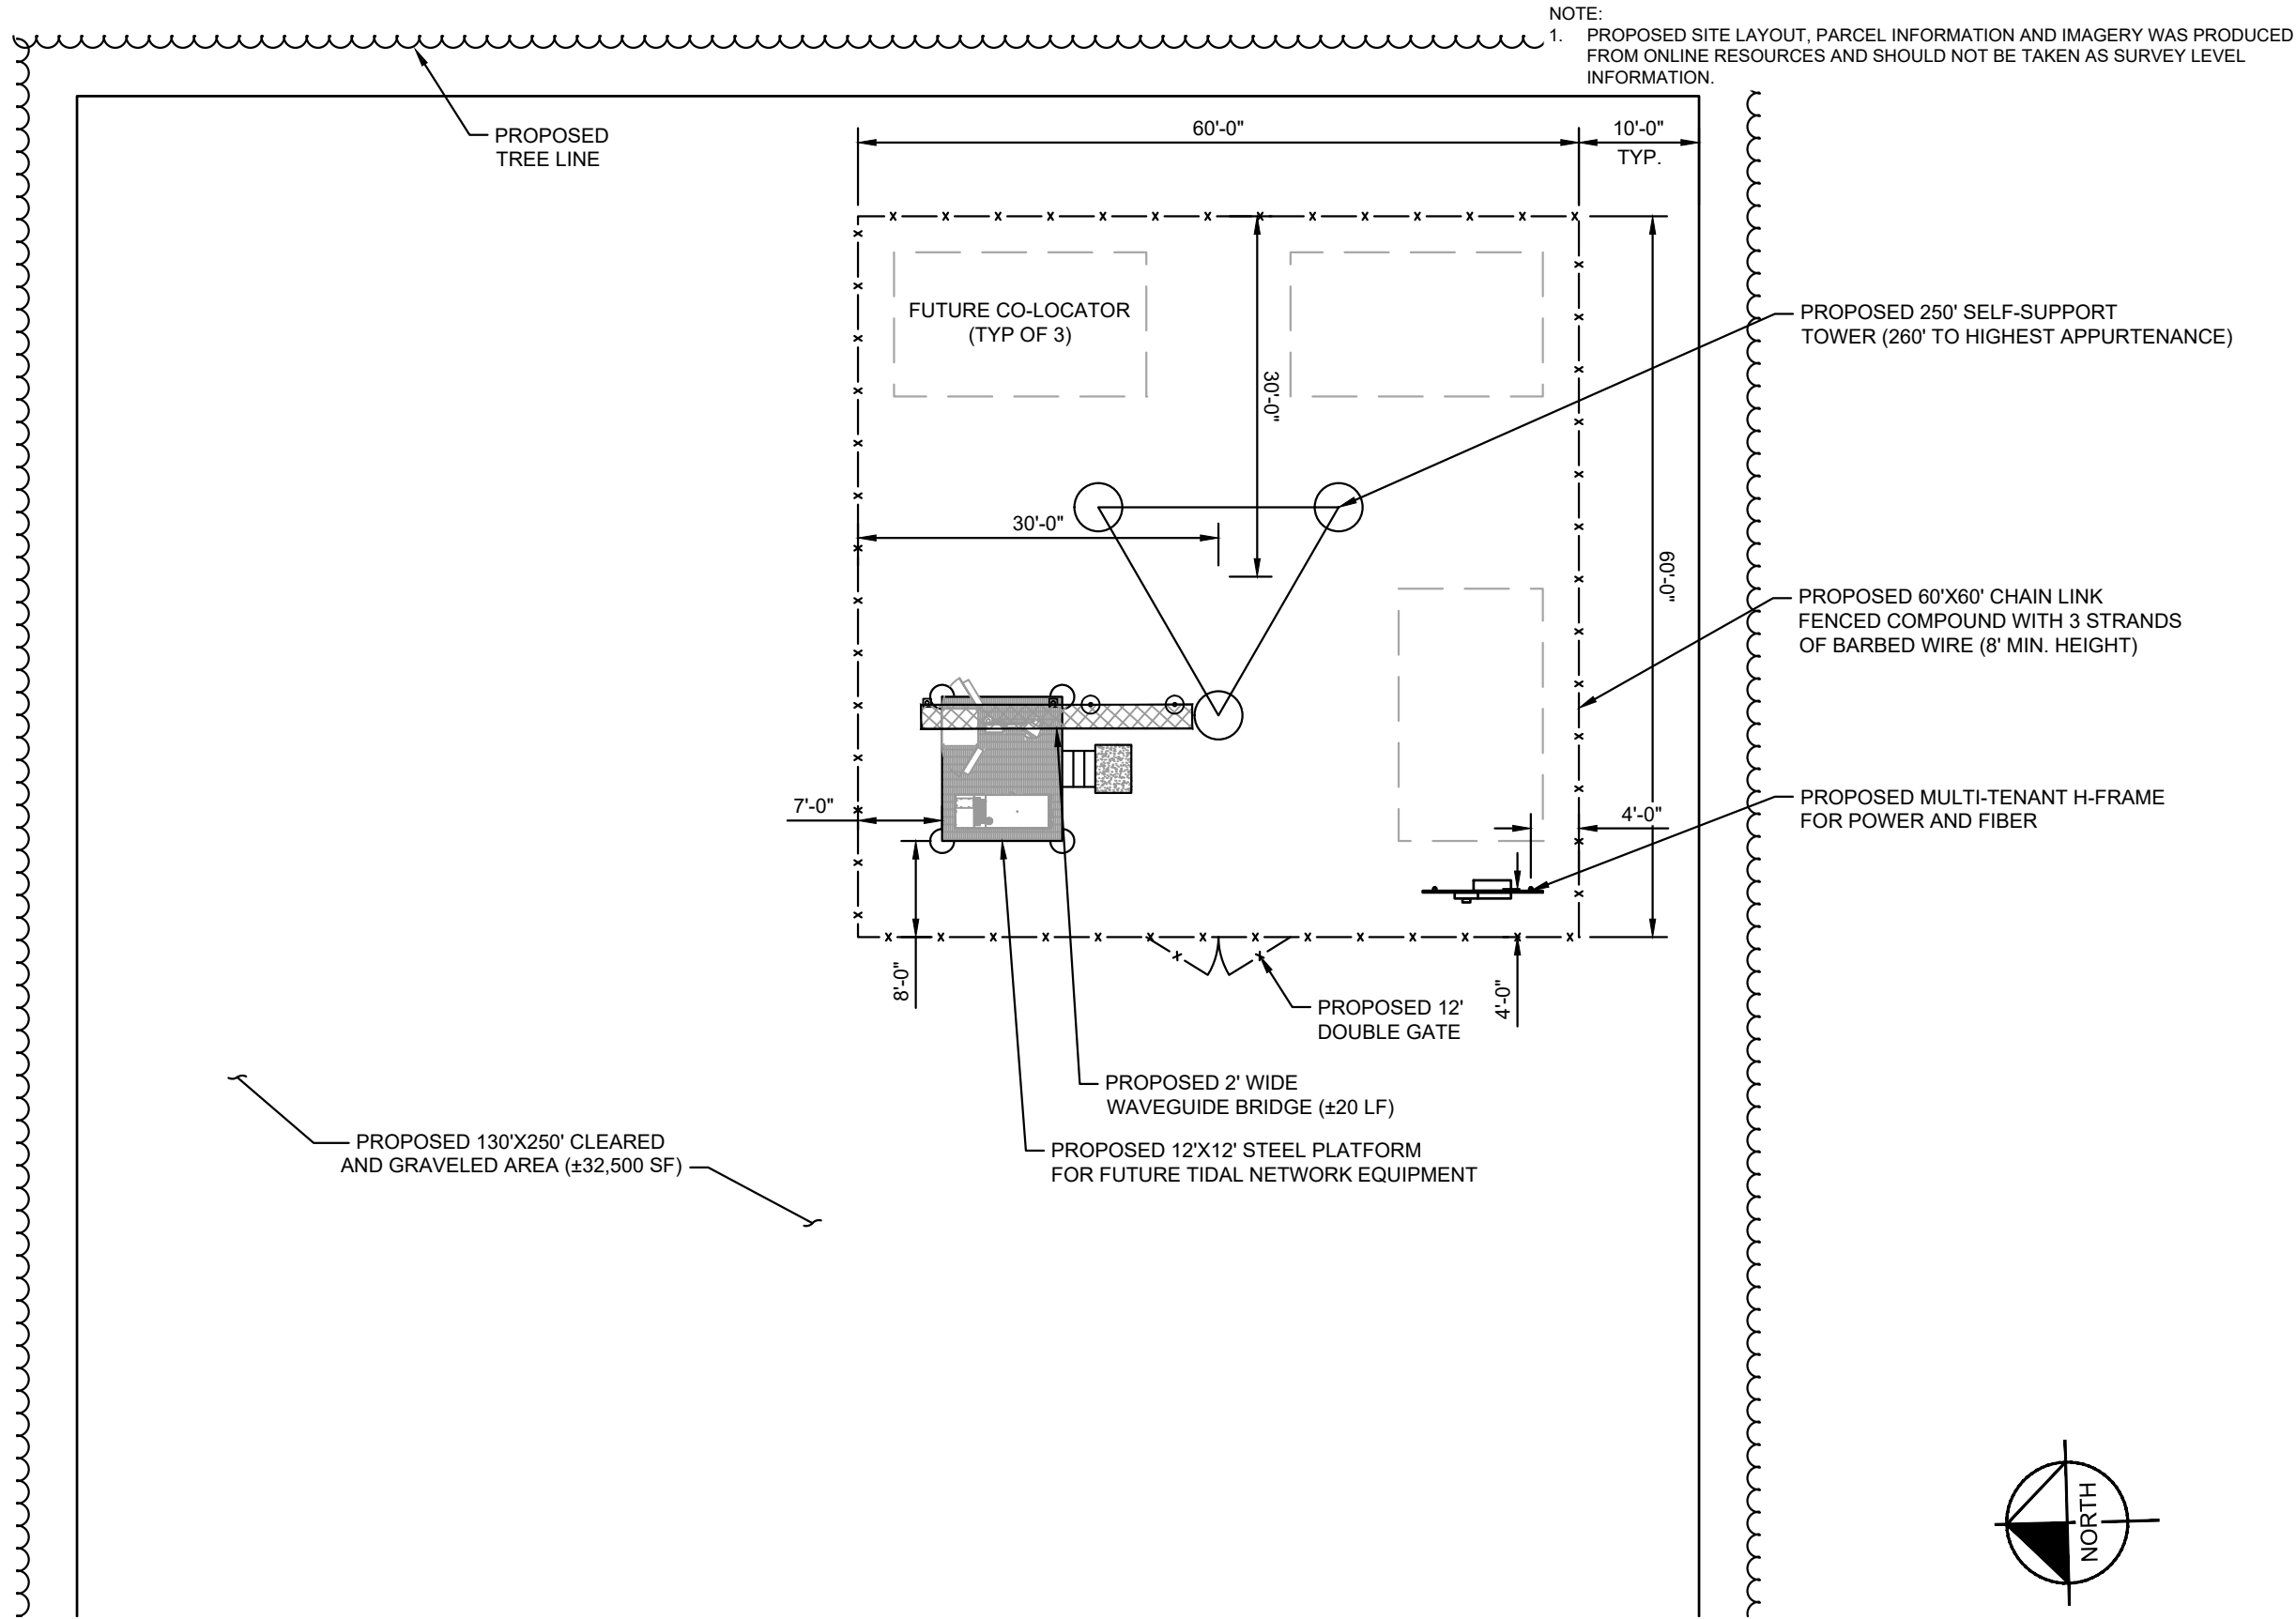 NOTE:
1. PROPOSED SITE LAYOUT, PARCEL INFORMATION AND IMAGERY WAS PRODUCED
FROM ONLINE RESOURCES AND SHOULD NOT BE TAKEN AS SURVEY LEVEL
INFORMATION.
PROPOSED
TREE LINE
60'-0"
10'-0"
TYP.
FUTURE CO-LOCATOR
(TYP OF 3)
30'-0"
PROPOSED 250' SELF-SUPPORT
TOWER (260' TO HIGHEST APPURTENANCE)
30'-0"
60'-0"
PROPOSED 60'X60' CHAIN LINK
FENCED COMPOUND WITH 3 STRANDS
OF BARBED WIRE (8' MIN. HEIGHT)
7'-0"
4'-0"
PROPOSED MULTI-TENANT H-FRAME
FOR POWER AND FIBER
8'-0"
4'-0"
PROPOSED 12'
DOUBLE GATE
PROPOSED 2' WIDE
WAVEGUIDE BRIDGE (±20 LF)
PROPOSED 12'X12' STEEL PLATFORM
FOR FUTURE TIDAL NETWORK EQUIPMENT
PROPOSED 130'X250' CLEARED
AND GRAVELED AREA (±32,500 SF)
NORTH